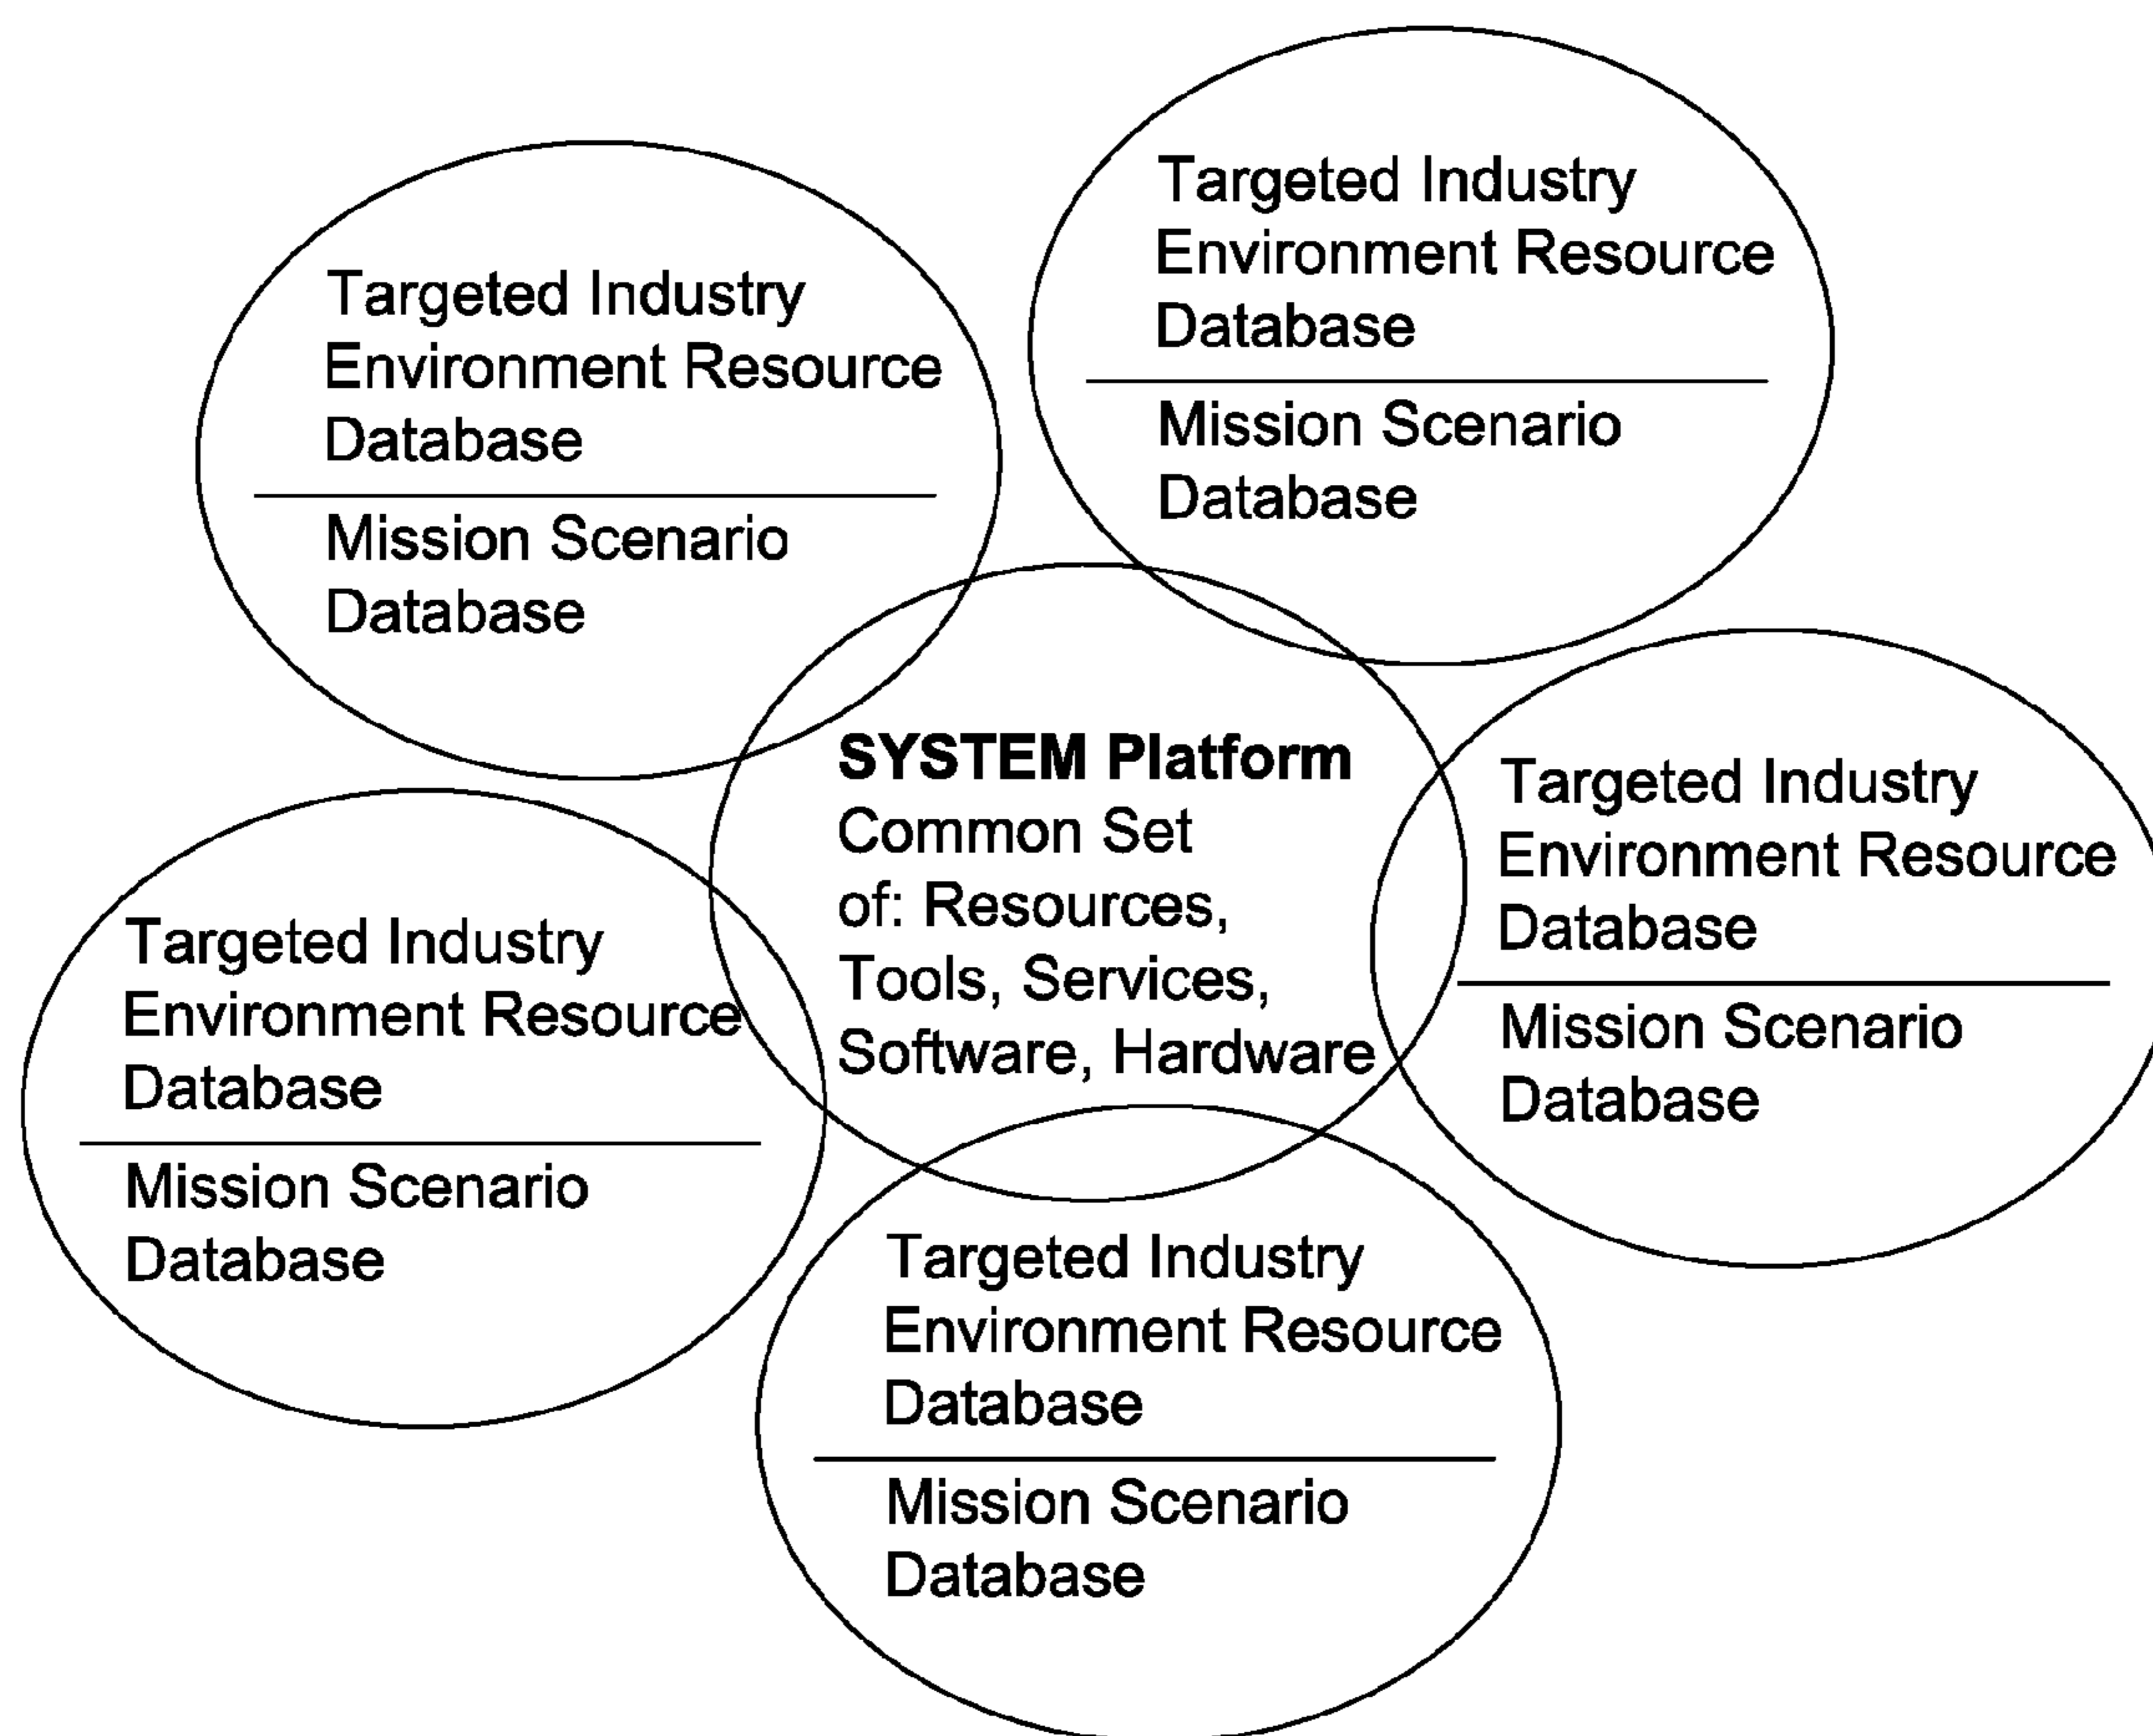 Targeted Industry
Environment Resource
Database
Mission Scenario
Database
Targeted Industry
Environment Resource
Database
Mission Scenario
Database
SYSTEM Platform
Common Set
of: Resources,
Tools, Services,
Software, Hardware
Targeted Industry
Environment Resource
Database
Mission Scenario
Database
Targeted Industry
Environment Resource
Database
Mission Scenario
Database
Targeted Industry
Environment Resource
Database
Mission Scenario
Database